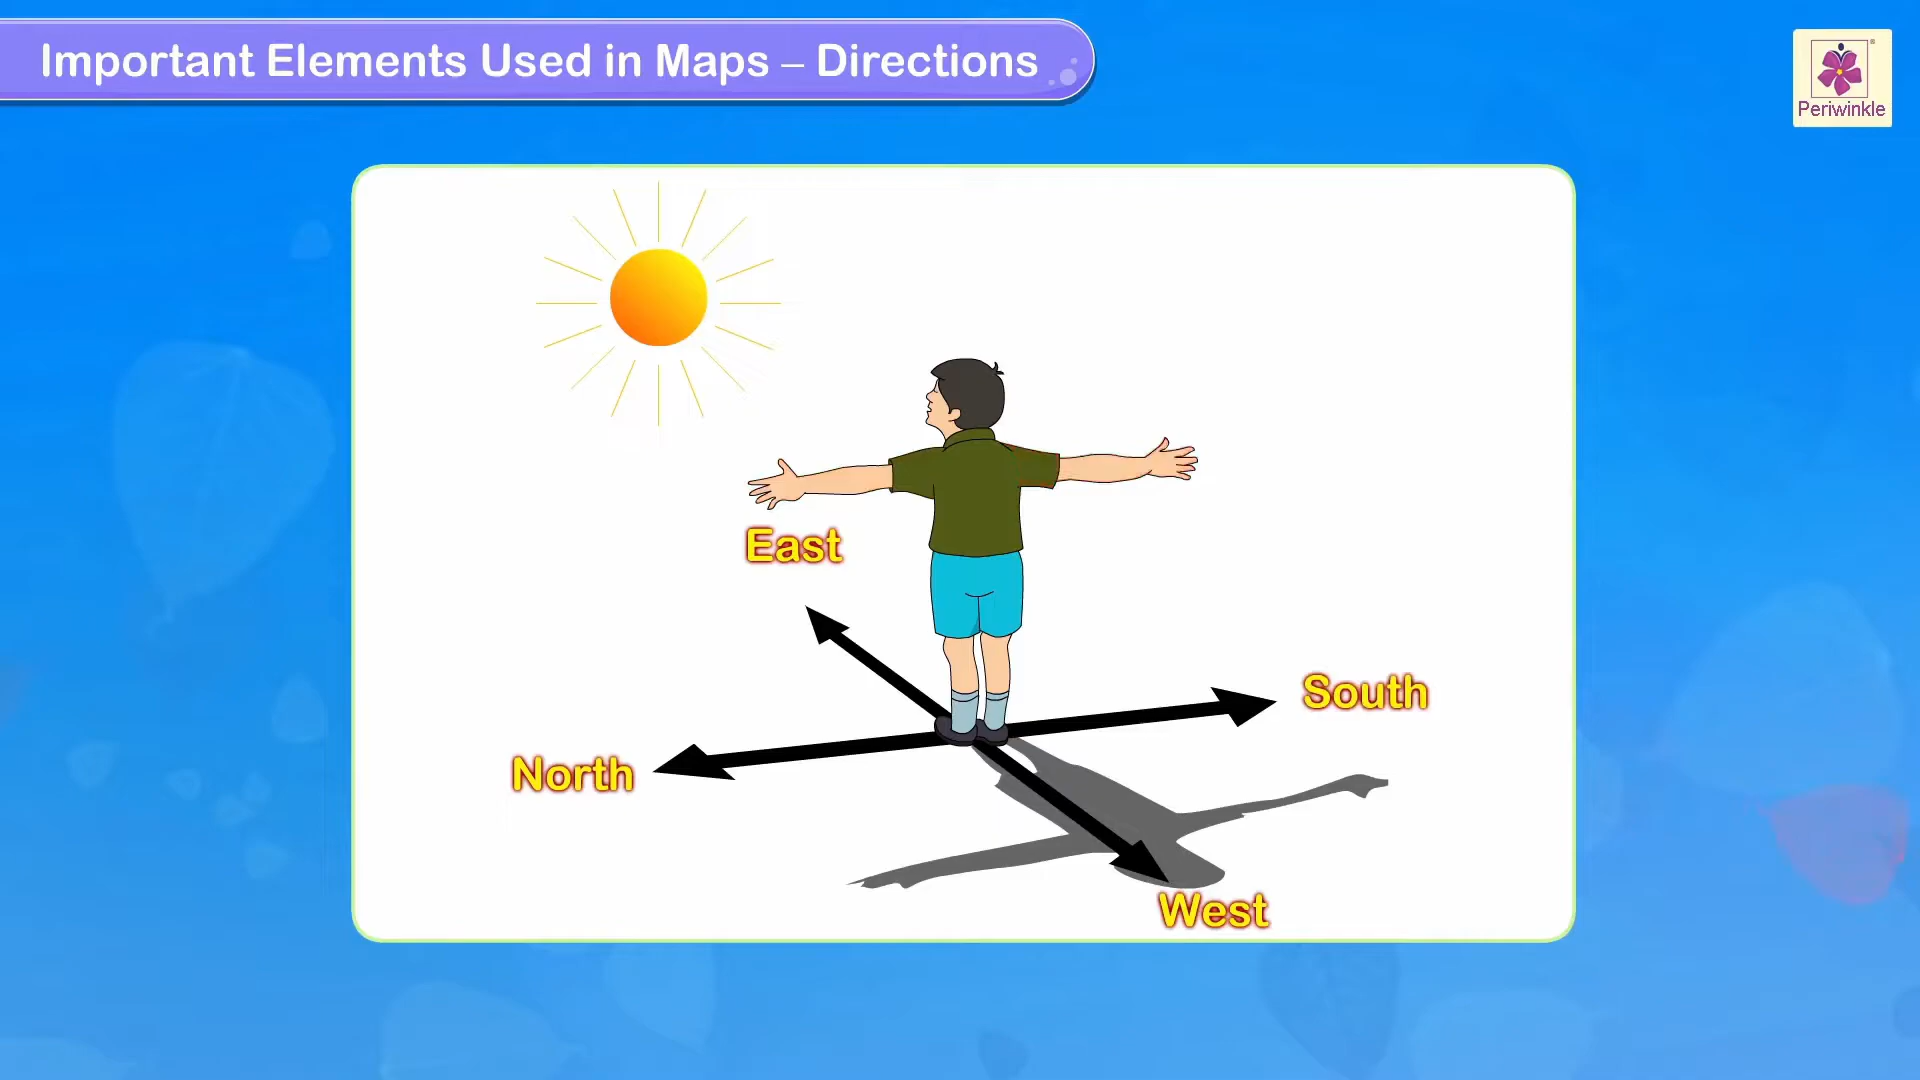 Important Elements Used in Maps – Directions
Periwinkle
East
South
North
West